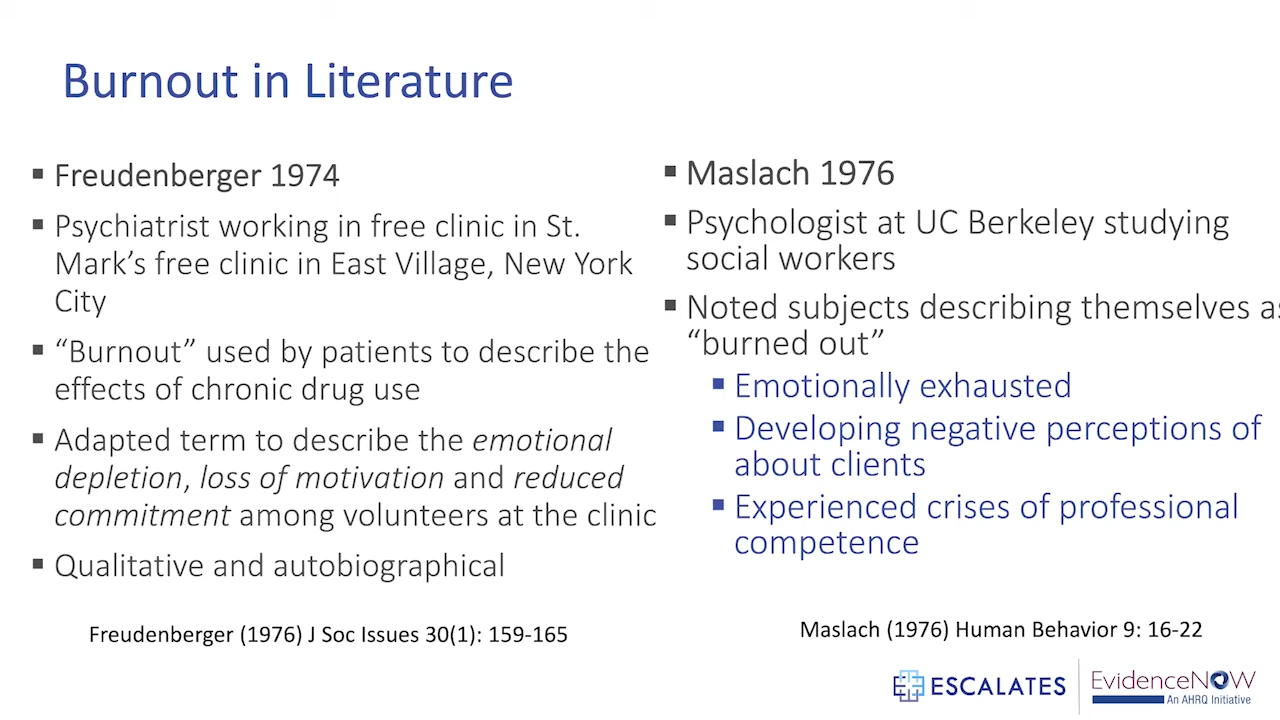 Burnout in Literature
▪ Freudenberger 1974
▪ Psychiatrist working in free clinic in St.
Mark’s free clinic in East Village, New York
City
▪ “Burnout” used by patients to describe the
effects of chronic drug use
▪ Adapted term to describe the emotional
depletion, loss of motivation and reduced
commitment among volunteers at the clinic
▪ Qualitative and autobiographical
Freudenberger (1976) J Soc Issues 30(1): 159-165
▪ Maslach 1976
▪ Psychologist at UC Berkeley studying
social workers
▪ Noted subjects describing themselves as
“burned out”
▪ Emotionally exhausted
▪ Developing negative perceptions of
about clients
▪ Experienced crises of professional
competence
Maslach (1976) Human Behavior 9: 16-22
ESCALATES
EvidenceNOW
An AHRQ Initiative